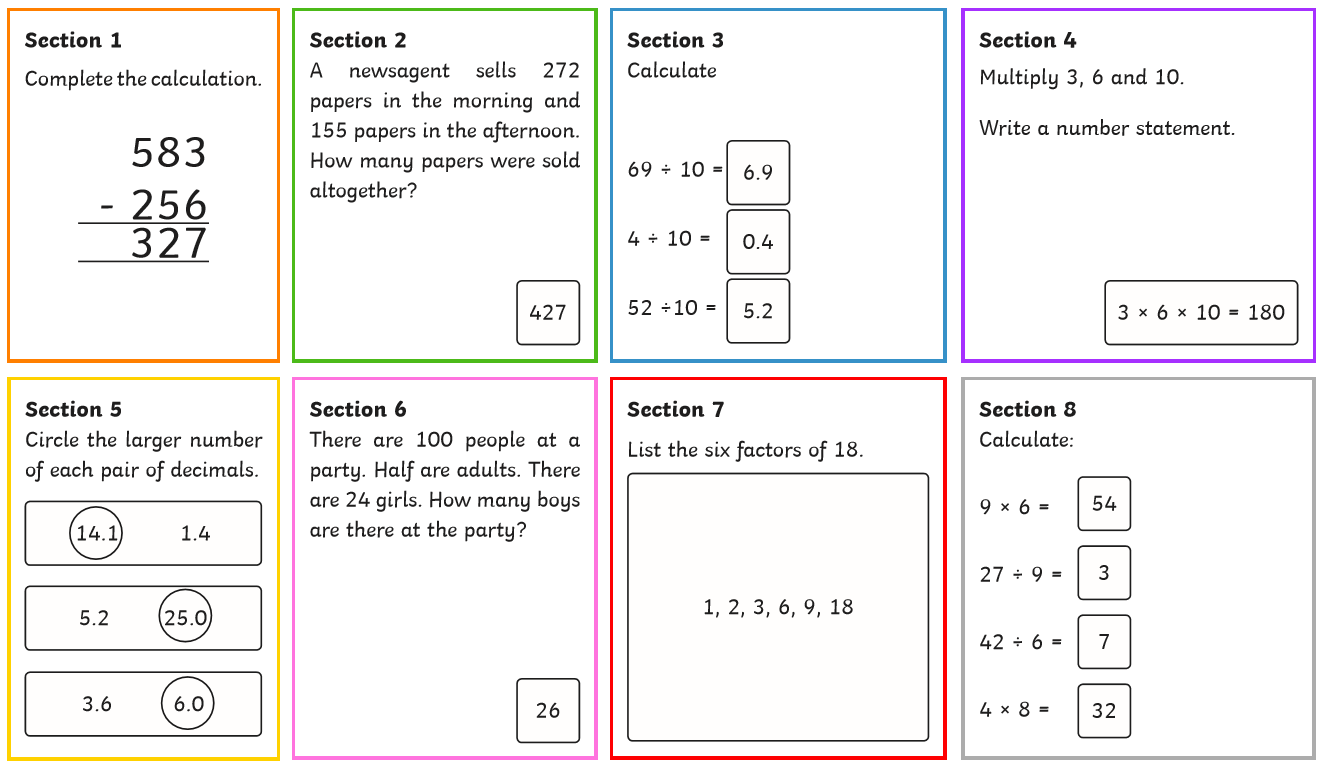 Section 1
Complete the calculation.
583
- 256
327
Section 2
A newsagent sells 272
papers in the morning and
155 papers in the afternoon.
How many papers were sold
altogether?
427
Section 3
Calculate
69 ÷ 10 = 6.9
4 ÷ 10 = 0.4
52 ÷10 = 5.2
Section 4
Multiply 3, 6 and 10.
Write a number statement.
3 × 6 × 10 = 180
Section 5
Circle the larger number
of each pair of decimals.
14.1 1.4
5.2 25.0
3.6 6.0
Section 6
There are 100 people at a
party. Half are adults. There
are 24 girls. How many boys
are there at the party?
26
Section 7
List the six factors of 18.
1, 2, 3, 6, 9, 18
Section 8
Calculate:
9 × 6 = 54
27 ÷ 9 = 3
42 ÷ 6 = 7
4 × 8 = 32